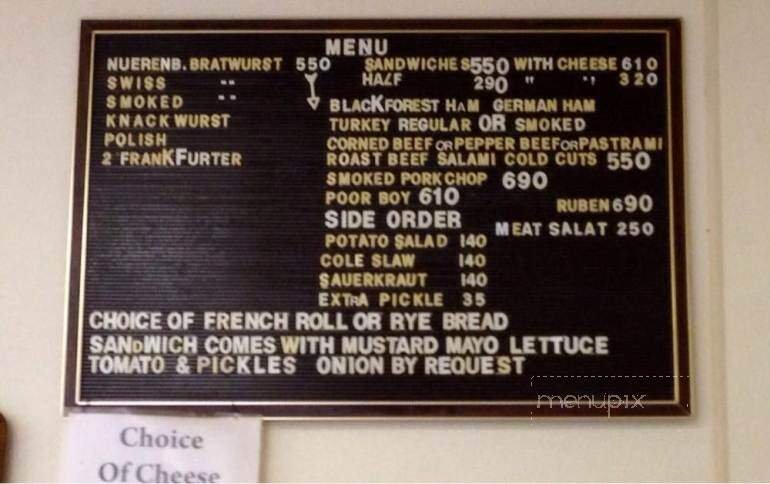 MENU
NUERENB. BRATWURST 550
SWISS "
SMOKED "
KNACKWURST
POLISH
2 FRANKFURTER
SANDWICHES 550 WITH CHEESE 610
HALF 290 " " 320
BLACKFOREST HAM GERMAN HAM
TURKEY REGULAR OR SMOKED
CORNED BEEF OR PEPPER BEEF OR PASTRAMI
ROAST BEEF SALAMI COLD CUTS 550
SMOKED PORKCHOP 690
POOR BOY 610
RUBEN 690
SIDE ORDER
MEAT SALAT 250
POTATO SALAD 140
COLE SLAW 140
SAUERKRAUT 140
EXTRA PICKLE 35
CHOICE OF FRENCH ROLL OR RYE BREAD
SANDWICH COMES WITH MUSTARD MAYO LETTUCE
TOMATO & PICKLES ONION BY REQUEST
menupix
Choice
Of Cheese